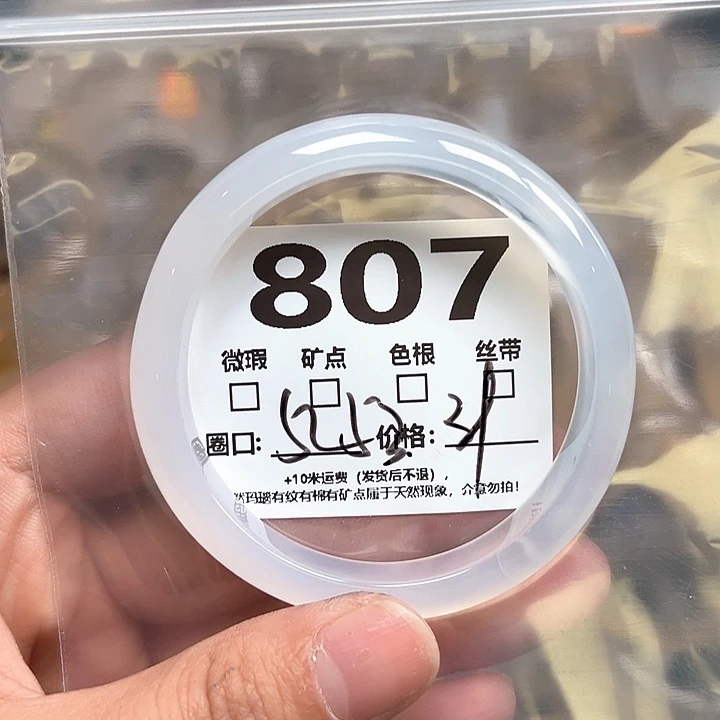 807
微瑕 矿点 色根 丝带
圈口: 价格:
+10米运费（发货后不退），
然玛瑙有纹有棉有矿点属于天然现象，介意勿拍！